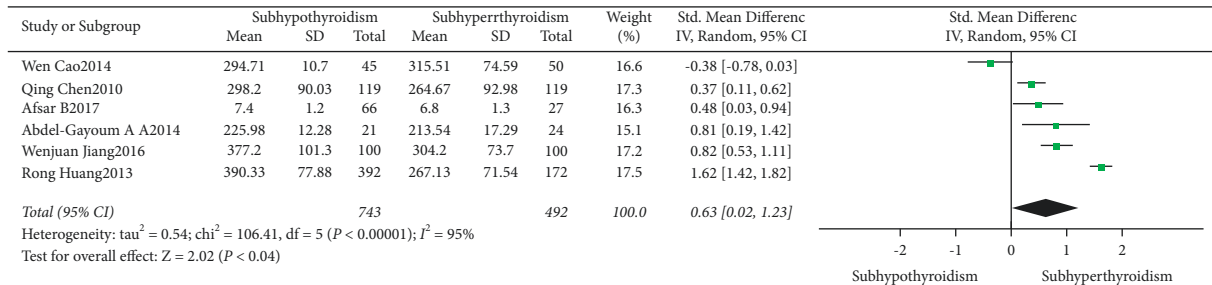 Study or Subgroup Subhypothyroidism Subhyperthyroidism Weight (%) Std. Mean Differenc IV, Random, 95% CI Std. Mean Differenc IV, Random, 95% CI
Mean SD Total Mean SD Total
Wen Cao2014 294.71 10.7 45 315.51 74.59 50 16.6 -0.38 [-0.78, 0.03]
Qing Chen2010 298.2 90.03 119 264.67 92.98 119 17.3 0.37 [0.11, 0.62]
Afsar B2017 7.4 1.2 66 6.8 1.3 27 16.3 0.48 [0.03, 0.94]
Abdel-Gayoum A A2014 225.98 12.28 21 213.54 17.29 24 15.1 0.81 [0.19, 1.42]
Wenjuan Jiang2016 377.2 101.3 100 304.2 73.7 100 17.2 0.82 [0.53, 1.11]
Rong Huang2013 390.33 77.88 392 267.13 71.54 172 17.5 1.62 [1.42, 1.82]
Total (95% CI) 743 492 100.0 0.63 [0.02, 1.23]
Heterogeneity: tau² = 0.54; chi² = 106.41, df = 5 (P < 0.00001); I² = 95%
Test for overall effect: Z = 2.02 (P < 0.04)
-2 -1 0 1 2
Subhypothyroidism Subhyperthyroidism